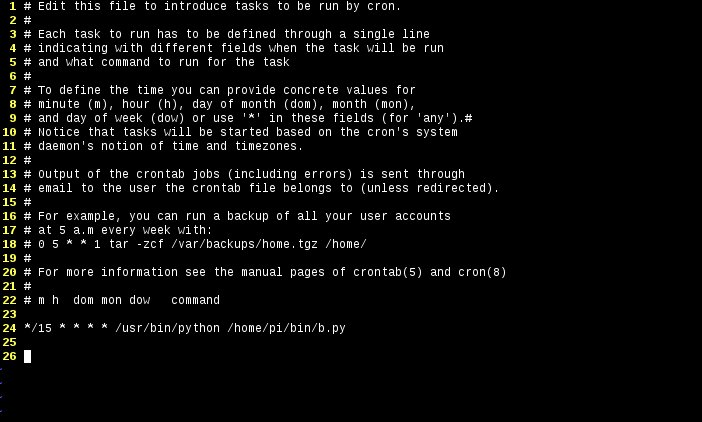 1 # Edit this file to introduce tasks to be run by cron.
2 #
3 # Each task to run has to be defined through a single line
4 # indicating with different fields when the task will be run
5 # and what command to run for the task
6 #
7 # To define the time you can provide concrete values for
8 # minute (m), hour (h), day of month (dom), month (mon),
9 # and day of week (dow) or use '*' in these fields (for 'any').#
10 # Notice that tasks will be started based on the cron's system
11 # daemon's notion of time and timezones.
12 #
13 # Output of the crontab jobs (including errors) is sent through
14 # email to the user the crontab file belongs to (unless redirected).
15 #
16 # For example, you can run a backup of all your user accounts
17 # at 5 a.m every week with:
18 # 0 5 * * 1 tar -zcf /var/backups/home.tgz /home/
19 #
20 # For more information see the manual pages of crontab(5) and cron(8)
21 #
22 # m h  dom mon dow   command
23
24 */15 * * * * /usr/bin/python /home/pi/bin/b.py
25
26
~
~
~
~